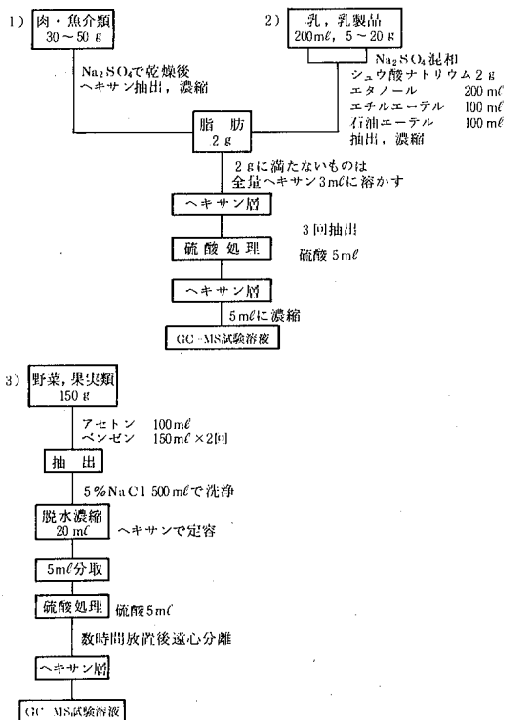 1) 肉・魚介類
30～50 g
Na₂SO₄で乾燥後
ヘキサン抽出，濃縮
2) 乳，乳製品
200mℓ，5～20 g
Na₂SO₄混和
シュウ酸ナトリウム2 g
エタノール 200 mℓ
エチルエーテル 100 mℓ
石油エーテル 100 mℓ
抽出，濃縮
脂肪
2 g
2 gに満たないものは
全量ヘキサン3mℓに溶かす
ヘキサン層
3回抽出
硫酸処理
硫酸 5mℓ
ヘキサン層
5mℓに濃縮
GC-MS試験溶液
3) 野菜，果実類
150 g
アセトン 100mℓ
ベンゼン 150mℓ×2回
抽出
5%NaCl 500mℓで洗浄
脱水濃縮
20 mℓ
ヘキサンで定容
5mℓ分取
硫酸処理 硫酸5mℓ
数時間放置後遠心分離
ヘキサン層
GC-MS試験溶液